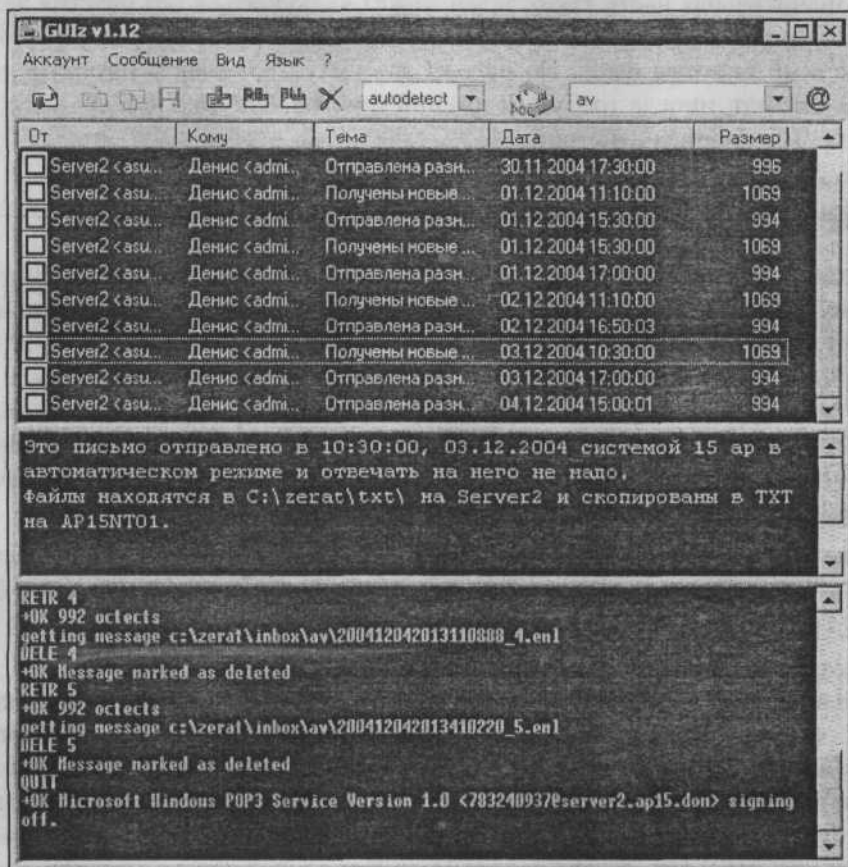 GUIz v1.12
Аккаунт Сообщение Вид Язык ?
autodetect av @
От Кому Тема Дата Размер
Server2 <asu... Денис <admi... Отправлена разн... 30.11.2004 17:30:00 996
Server2 <asu... Денис <admi... Получены новые ... 01.12.2004 11:10:00 1069
Server2 <asu... Денис <admi... Отправлена разн... 01.12.2004 15:30:00 994
Server2 <asu... Денис <admi... Получены новые ... 01.12.2004 15:30:00 1069
Server2 <asu... Денис <admi... Отправлена разн... 01.12.2004 17:00:00 994
Server2 <asu... Денис <admi... Получены новые ... 02.12.2004 11:10:00 1069
Server2 <asu... Денис <admi... Отправлена разн... 02.12.2004 16:50:03 994
Server2 <asu... Денис <admi... Получены новые ... 03.12.2004 10:30:00 1069
Server2 <asu... Денис <admi... Отправлена разн... 03.12.2004 17:00:00 994
Server2 <asu... Денис <admi... Отправлена разн... 04.12.2004 15:00:01 994
Это письмо отправлено в 10:30:00, 03.12.2004 системой 15 ар в
автоматическом режиме и отвечать на него не надо.
Файлы находятся в C:\zerat\txt\ на Server2 и скопированы в TXT
на AP15NT01.
RETR 4
+OK 992 octects
getting message c:\zerat\inbox\av\200412042013110888_4.eml
DELE 4
+OK Message marked as deleted
RETR 5
+OK 992 octects
getting message c:\zerat\inbox\av\200412042013410220_5.eml
DELE 5
+OK Message marked as deleted
QUIT
+OK Microsoft Windows POP3 Service Version 1.0 <783240937@server2.ap15.don> signing
off.